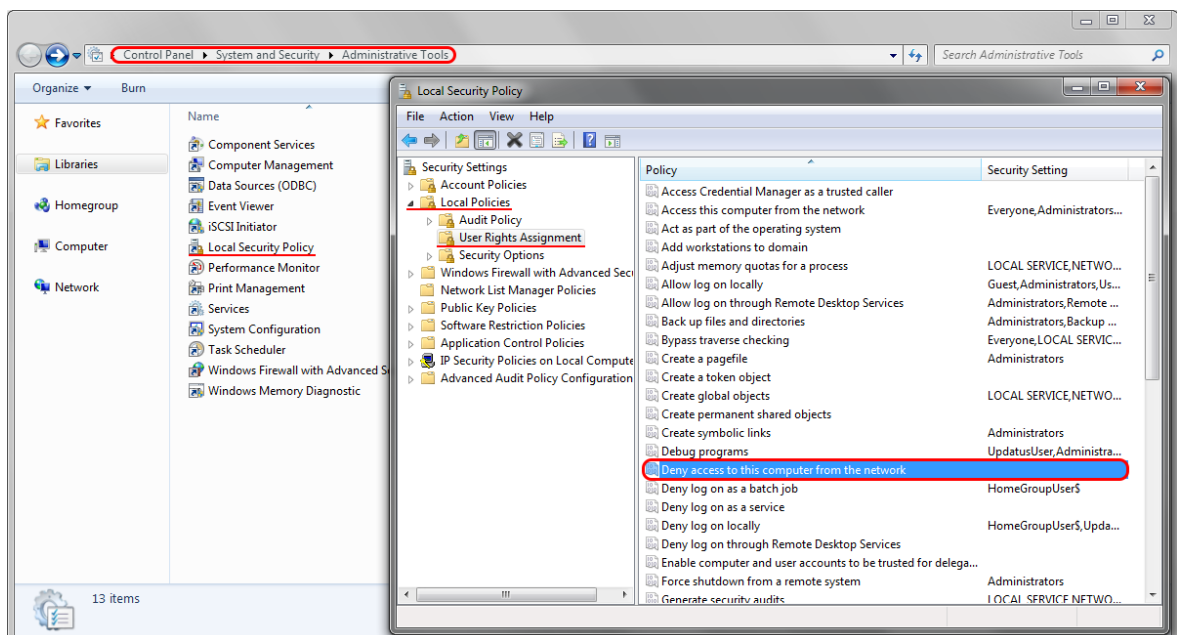 Control Panel ▸ System and Security ▸ Administrative Tools
Search Administrative Tools
Organize
Burn
Favorites
Libraries
Homegroup
Computer
Network
Name
Component Services
Computer Management
Data Sources (ODBC)
Event Viewer
iSCSI Initiator
Local Security Policy
Performance Monitor
Print Management
Services
System Configuration
Task Scheduler
Windows Firewall with Advanced S
Windows Memory Diagnostic
13 items
Local Security Policy
File Action View Help
Security Settings
Account Policies
Local Policies
Audit Policy
User Rights Assignment
Security Options
Windows Firewall with Advanced Secu
Network List Manager Policies
Public Key Policies
Software Restriction Policies
Application Control Policies
IP Security Policies on Local Compute
Advanced Audit Policy Configuration
Policy Security Setting
Access Credential Manager as a trusted caller
Access this computer from the network Everyone,Administrators...
Act as part of the operating system
Add workstations to domain
Adjust memory quotas for a process LOCAL SERVICE,NETWO...
Allow log on locally Guest,Administrators,Us...
Allow log on through Remote Desktop Services Administrators,Remote ...
Back up files and directories Administrators,Backup ...
Bypass traverse checking Everyone,LOCAL SERVIC...
Create a pagefile Administrators
Create a token object
Create global objects LOCAL SERVICE,NETWO...
Create permanent shared objects
Create symbolic links Administrators
Debug programs UpdatusUser,Administra...
Deny access to this computer from the network
Deny log on as a batch job HomeGroupUser$
Deny log on as a service
Deny log on locally HomeGroupUser$,Upda...
Deny log on through Remote Desktop Services
Enable computer and user accounts to be trusted for delega...
Force shutdown from a remote system Administrators
Generate security audits LOCAL SERVICE,NETWO...